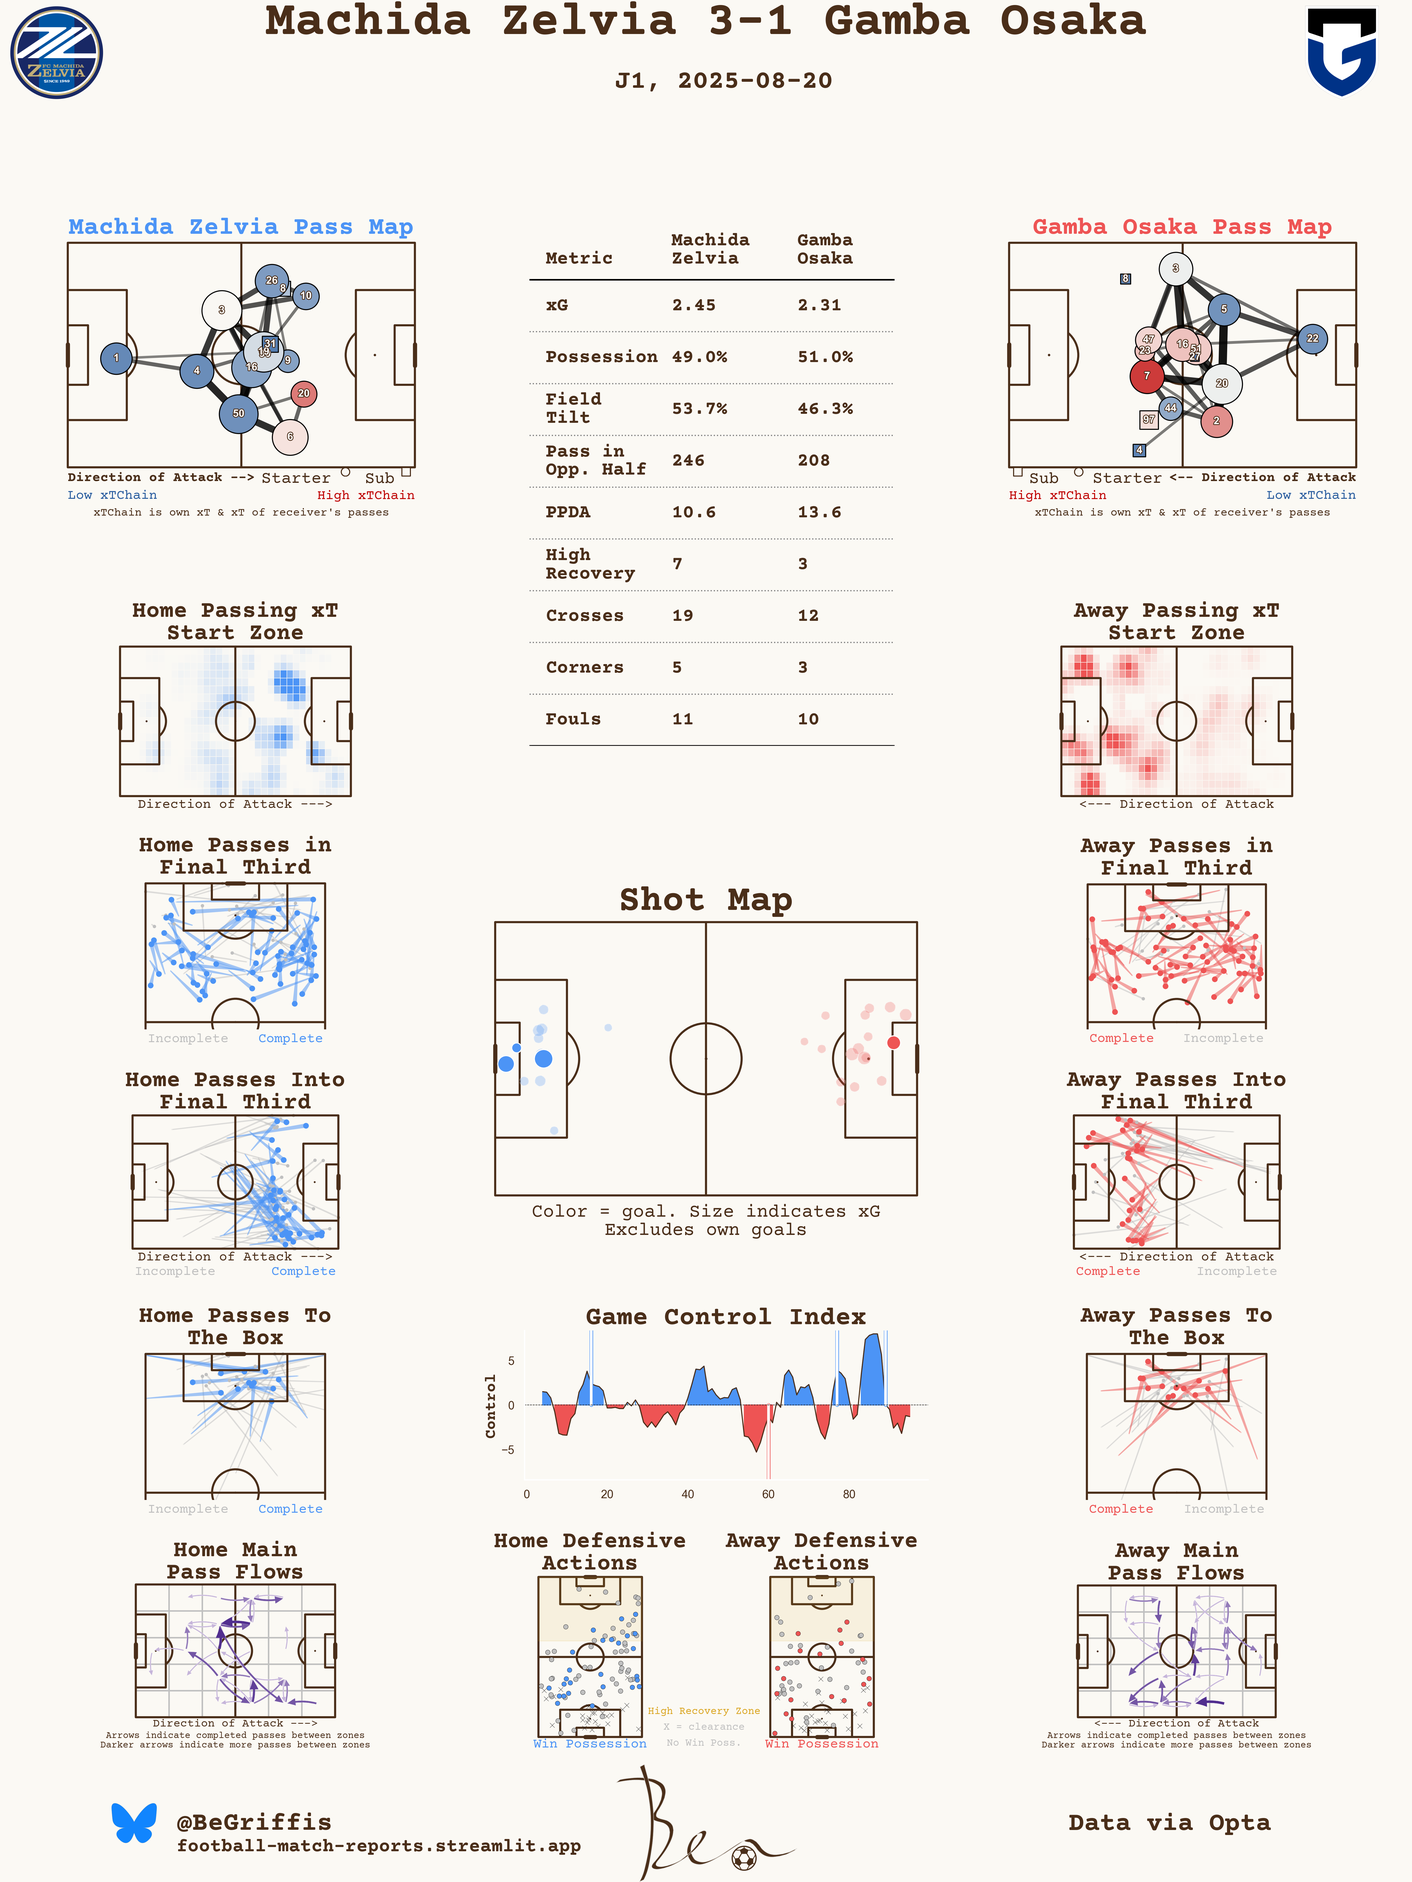 Machida Zelvia 3-1 Gamba Osaka
J1, 2025-08-20
FC MACHIDA
ZELVIA
SINCE 1989
Machida Zelvia Pass Map
26
8
10
3
31
19
9
16
1
4
20
50
6
Direction of Attack --> Starter Sub
Low xTChain High xTChain
xTChain is own xT & xT of receiver's passes
Metric Machida Zelvia Gamba Osaka
xG 2.45 2.31
Possession 49.0% 51.0%
Field Tilt 53.7% 46.3%
Pass in Opp. Half 246 208
PPDA 10.6 13.6
High Recovery 7 3
Crosses 19 12
Corners 5 3
Fouls 11 10
Gamba Osaka Pass Map
3
8
5
47
22
16
51
23
27
7
20
44
97
2
4
Sub Starter <-- Direction of Attack
High xTChain Low xTChain
xTChain is own xT & xT of receiver's passes
Home Passing xT
Start Zone
Direction of Attack --->
Away Passing xT
Start Zone
<--- Direction of Attack
Home Passes in
Final Third
Incomplete Complete
Away Passes in
Final Third
Complete Incomplete
Shot Map
Color = goal. Size indicates xG
Excludes own goals
Home Passes Into
Final Third
Direction of Attack --->
Incomplete Complete
Away Passes Into
Final Third
<--- Direction of Attack
Complete Incomplete
Game Control Index
Control
5
0
−5
0 20 40 60 80
Home Passes To
The Box
Incomplete Complete
Away Passes To
The Box
Complete Incomplete
Home Main
Pass Flows
Direction of Attack --->
Arrows indicate completed passes between zones
Darker arrows indicate more passes between zones
Home Defensive
Actions
Win Possession
Away Defensive
Actions
Win Possession
High Recovery Zone
X = clearance
No Win Poss.
Away Main
Pass Flows
<--- Direction of Attack
Arrows indicate completed passes between zones
Darker arrows indicate more passes between zones
@BeGriffis
football-match-reports.streamlit.app
Ben
Data via Opta